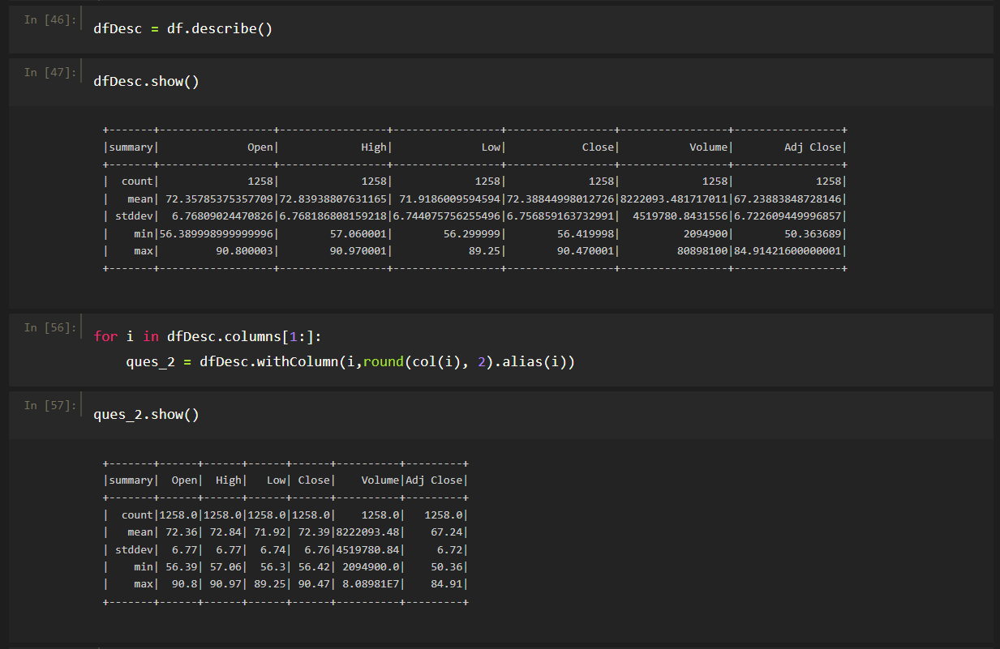 In [46]:
dfDesc = df.describe()
In [47]:
dfDesc.show()
+-------+------------------+-----------------+-----------------+-----------------+-----------------+-----------------+
|summary|              Open|             High|              Low|            Close|           Volume|        Adj Close|
+-------+------------------+-----------------+-----------------+-----------------+-----------------+-----------------+
|  count|              1258|             1258|             1258|             1258|             1258|             1258|
|   mean| 72.35785375357709|72.83938807631165| 71.9186009594594|72.38844998012726|8222093.481717011|67.23883848728146|
| stddev|  6.76809024470826|6.768186808159218|6.744075756255496|6.756859163732991|  4519780.8431556|6.722609449996857|
|    min|56.389998999999996|        57.060001|        56.299999|        56.419998|          2094900|        50.363689|
|    max|         90.800003|        90.970001|            89.25|        90.470001|         80898100|84.91421600000001|
+-------+------------------+-----------------+-----------------+-----------------+-----------------+-----------------+
In [56]:
for i in dfDesc.columns[1:]:
    ques_2 = dfDesc.withColumn(i,round(col(i), 2).alias(i))
In [57]:
ques_2.show()
+-------+------+------+------+------+----------+---------+
|summary|  Open|  High|   Low| Close|    Volume|Adj Close|
+-------+------+------+------+------+----------+---------+
|  count|1258.0|1258.0|1258.0|1258.0|    1258.0|   1258.0|
|   mean| 72.36| 72.84| 71.92| 72.39|8222093.48|    67.24|
| stddev|  6.77|  6.77|  6.74|  6.76|4519780.84|     6.72|
|    min| 56.39| 57.06|  56.3| 56.42| 2094900.0|    50.36|
|    max|  90.8| 90.97| 89.25| 90.47| 8.08981E7|    84.91|
+-------+------+------+------+------+----------+---------+